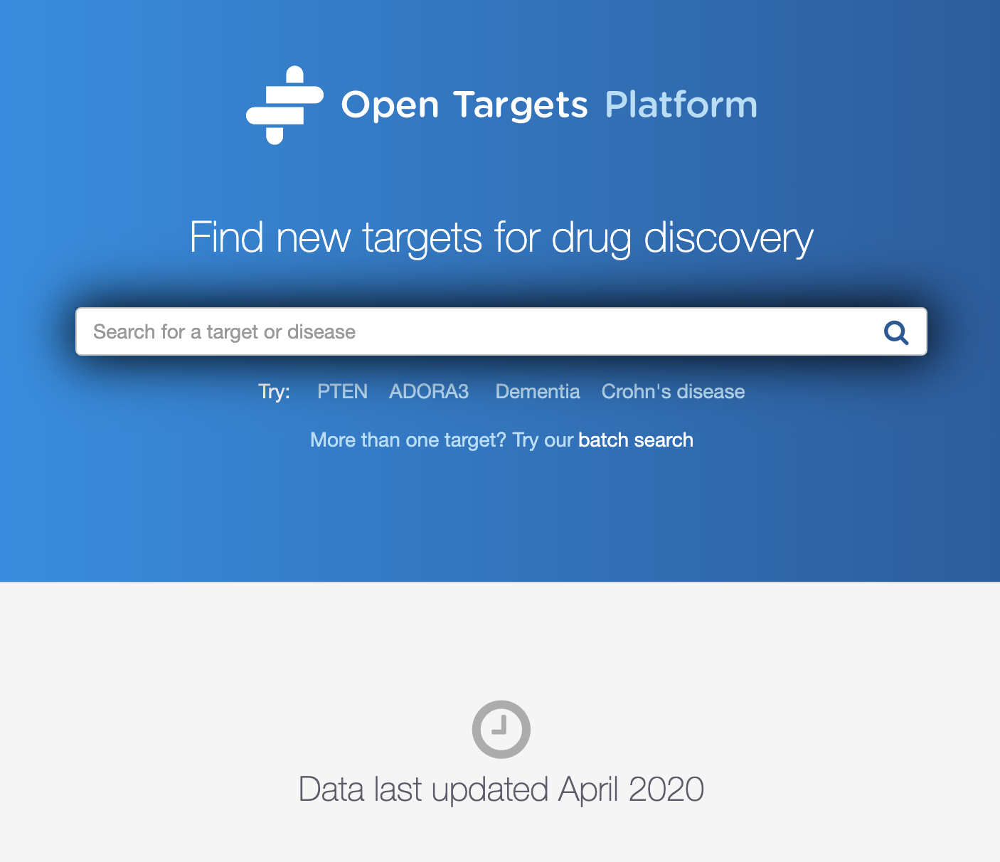 Open Targets Platform
Find new targets for drug discovery
Search for a target or disease
Try: PTEN ADORA3 Dementia Crohn's disease
More than one target? Try our batch search
Data last updated April 2020